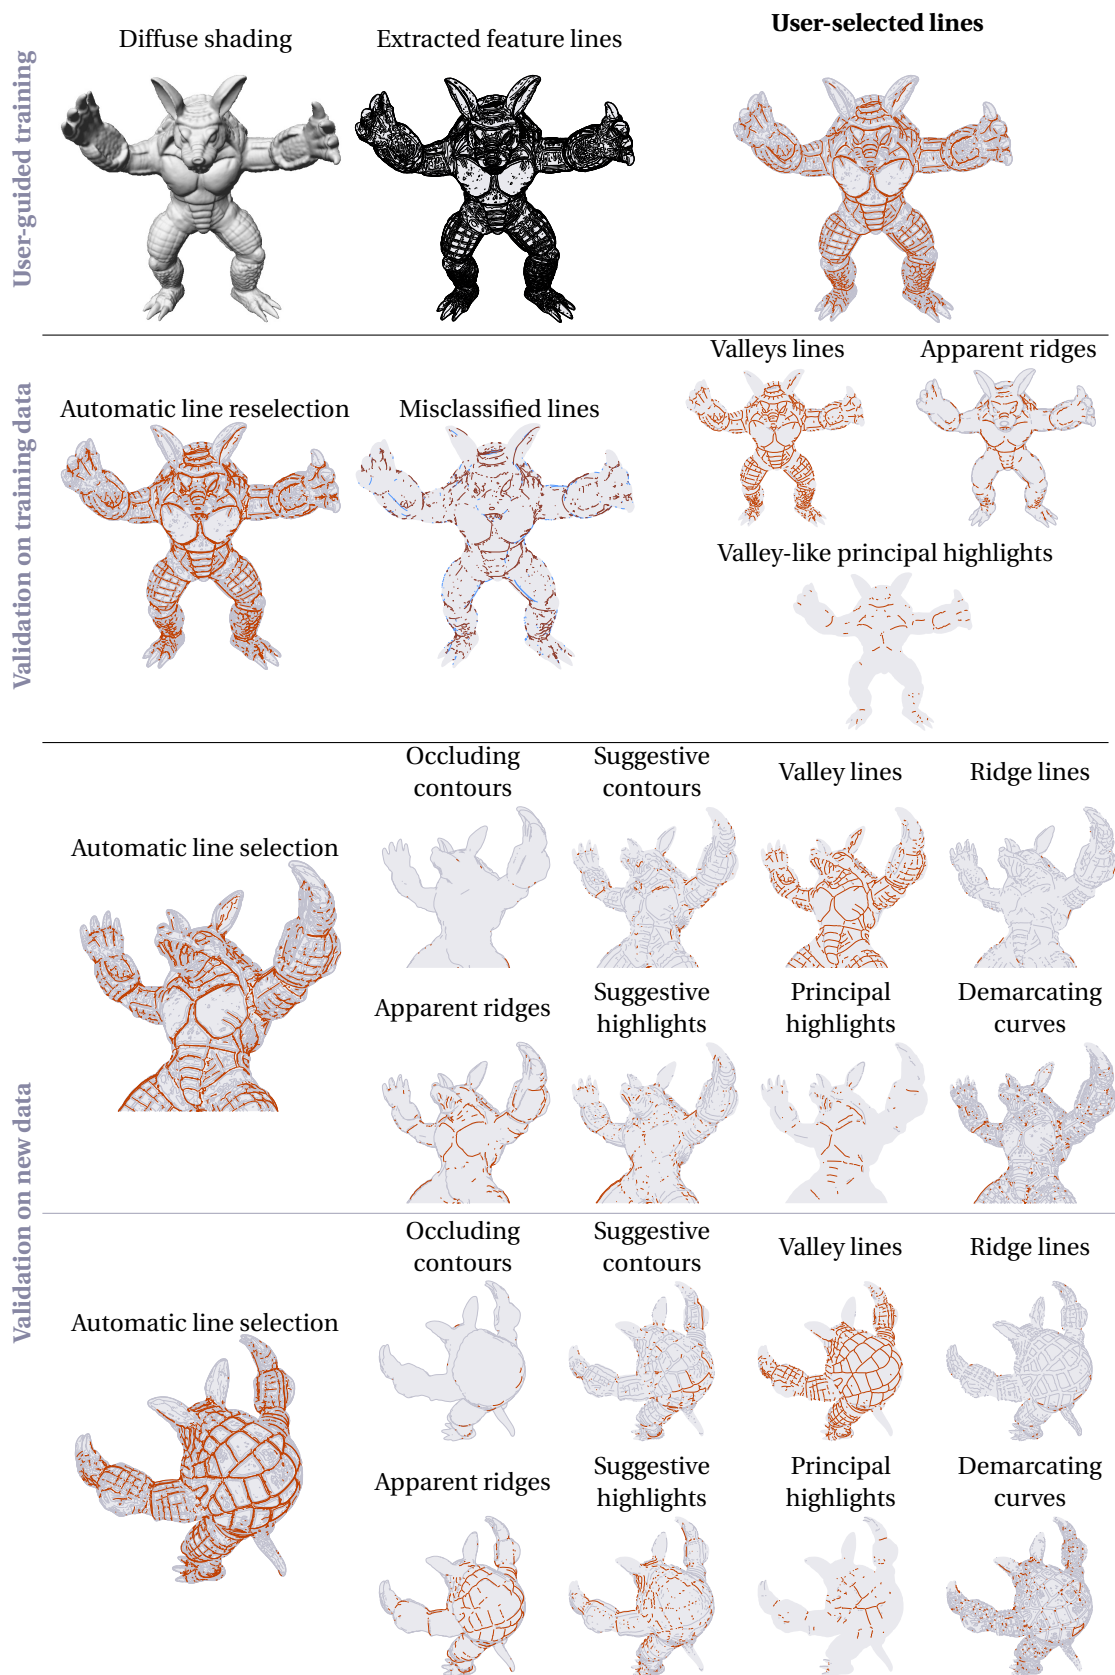 User-guided training
Diffuse shading
Extracted feature lines
User-selected lines
Validation on training data
Automatic line reselection
Misclassified lines
Valleys lines
Apparent ridges
Valley-like principal highlights
Validation on new data
Automatic line selection
Occluding
contours
Suggestive
contours
Valley lines
Ridge lines
Apparent ridges
Suggestive
highlights
Principal
highlights
Demarcating
curves
Automatic line selection
Occluding
contours
Suggestive
contours
Valley lines
Ridge lines
Apparent ridges
Suggestive
highlights
Principal
highlights
Demarcating
curves